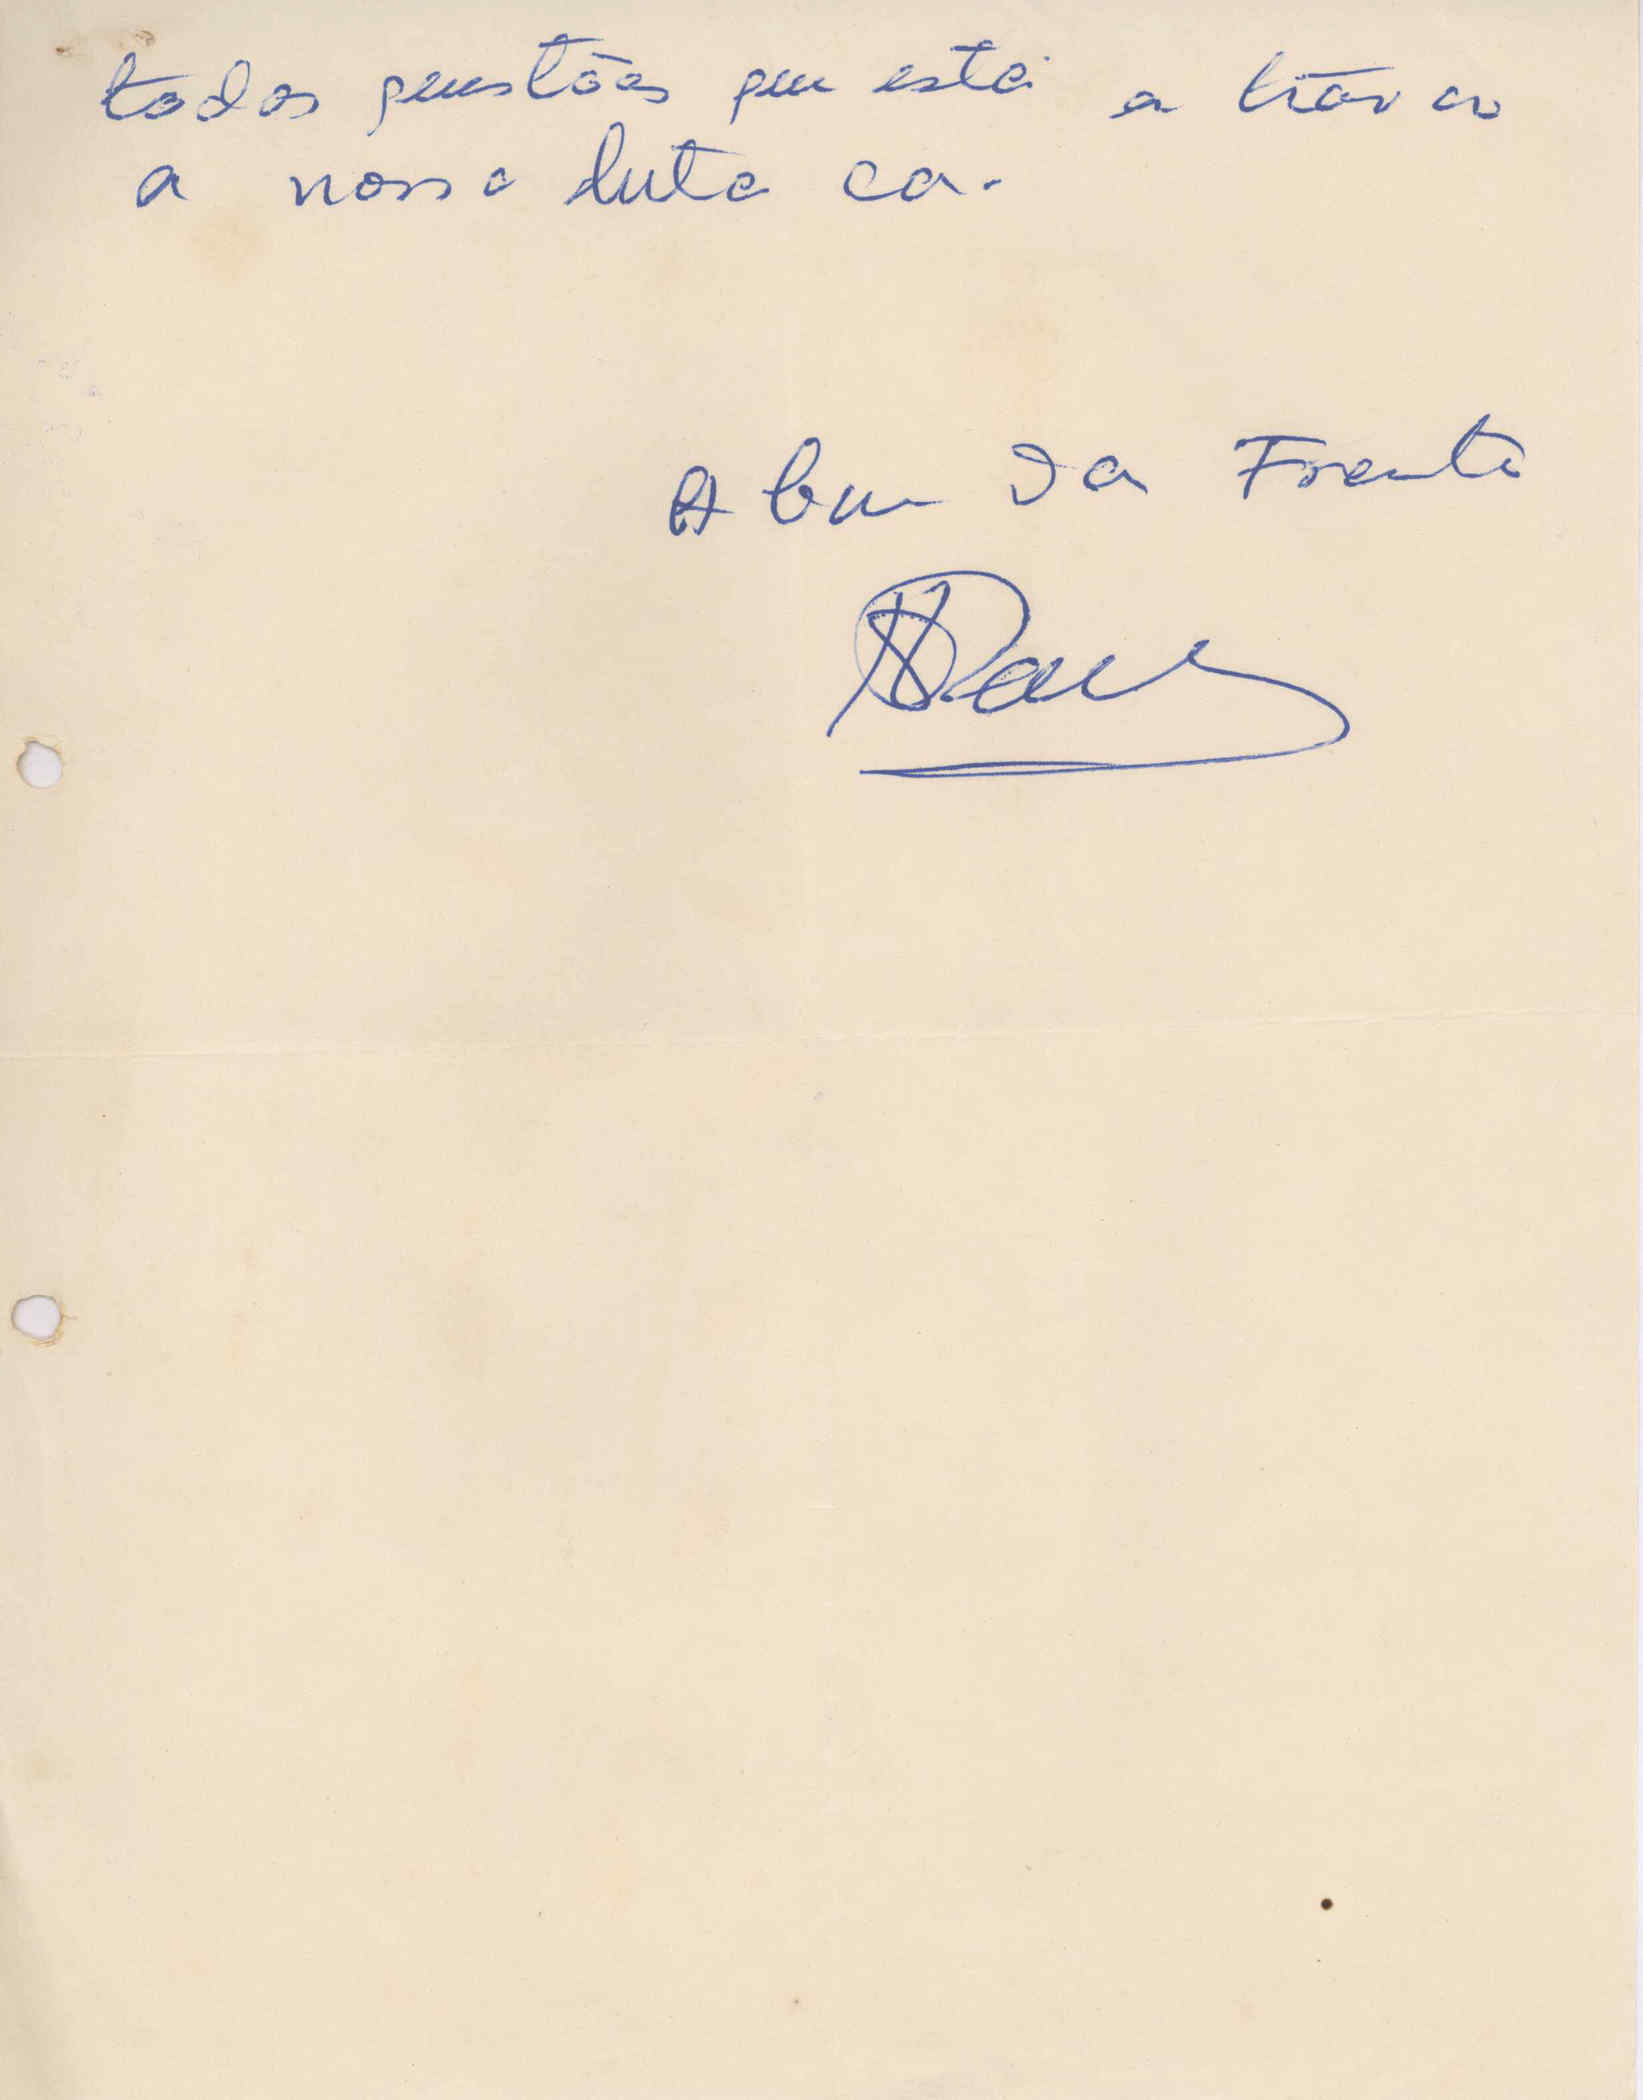 todas questões que está a travar
a nossa luta cá.
A bem da Frente